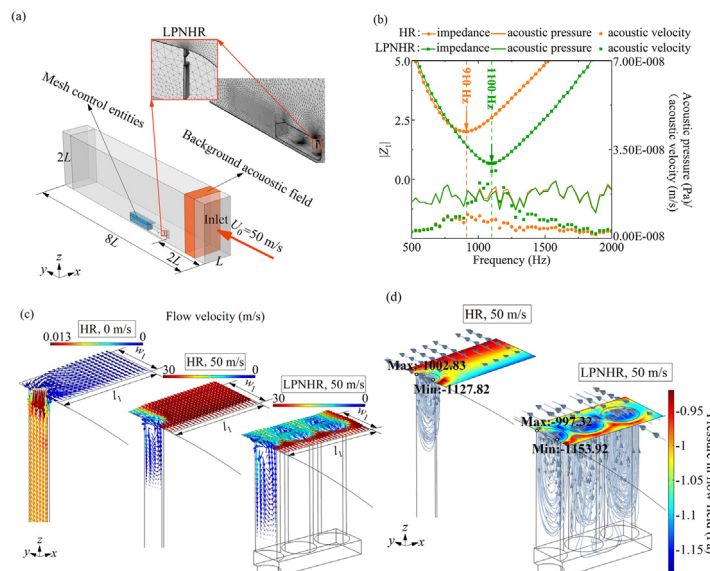 (a)
LPNHR
Mesh control entities
Background acoustic field
2L
Inlet
U₀=50 m/s
8L
2L
L
z
y
x
(b)
HR: impedance acoustic pressure acoustic velocity
LPNHR: impedance acoustic pressure acoustic velocity
5.0
2.5
0.0
|Zᵢ|
910 Hz
1100 Hz
7.00E-008
3.50E-008
0.00E-008
Acoustic pressure (Pa)/
acoustic velocity (m/s)
500 1000 1500 2000
Frequency (Hz)
(c)
Flow velocity (m/s)
HR, 0 m/s
0.013 0
HR, 50 m/s
30 0
LPNHR, 50 m/s
30 0
w₁
l₁
w₁
l₁
w₁
l₁
z
y
x
(d)
HR, 50 m/s
Max:-1002.83
Min:-1127.82
LPNHR, 50 m/s
Max:-997.32
Min:-1153.92
-0.95
-1
-1.05
-1.1
-1.15
z
y
x